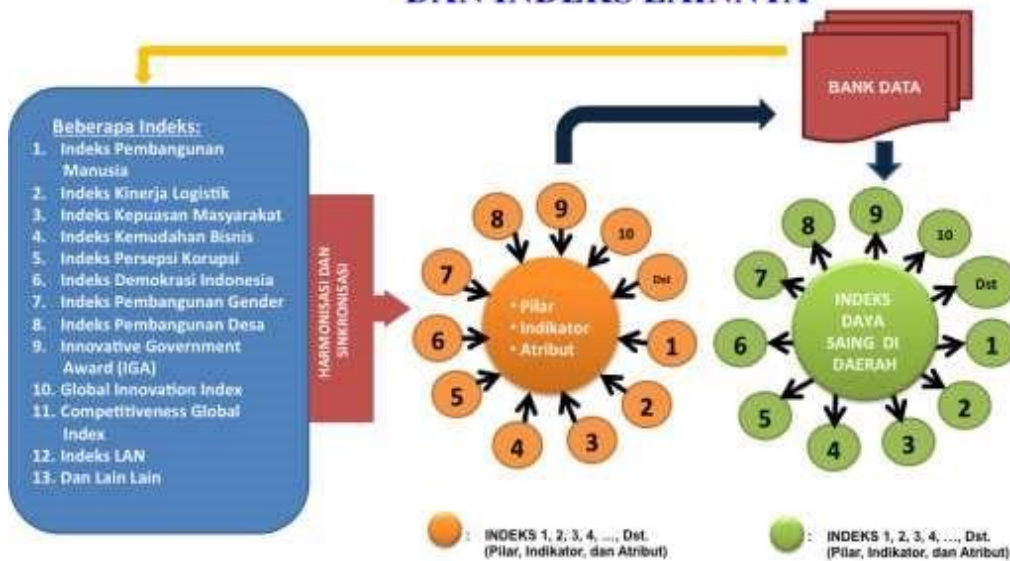 DAN INDEKS LAINNYA
BANK DATA
Beberapa Indeks:
1. Indeks Pembangunan
Manusia
2. Indeks Kinerja Logistik
3. Indeks Kepuasan Masyarakat
4. Indeks Kemudahan Bisnis
5. Indeks Persepsi Korupsi
6. Indeks Demokrasi Indonesia
7. Indeks Pembangunan Gender
8. Indeks Pembangunan Desa
9. Innovative Government
Award (IGA)
10. Global Innovation Index
11. Competitiveness Global
Index
12. Indeks LAN
13. Dan Lain Lain
HARMONISASI DAN
SINKRONISASI
• Pilar
• Indikator
• Atribut
1
2
3
4
5
6
7
8
9
10
Dst
INDEKS
DAYA
SAING DI
DAERAH
1
2
3
4
5
6
7
8
9
10
Dst
: INDEKS 1, 2, 3, 4, ..., Dst.
(Pilar, Indikator, dan Atribut)
: INDEKS 1, 2, 3, 4, ..., Dst.
(Pilar, Indikator, dan Atribut)